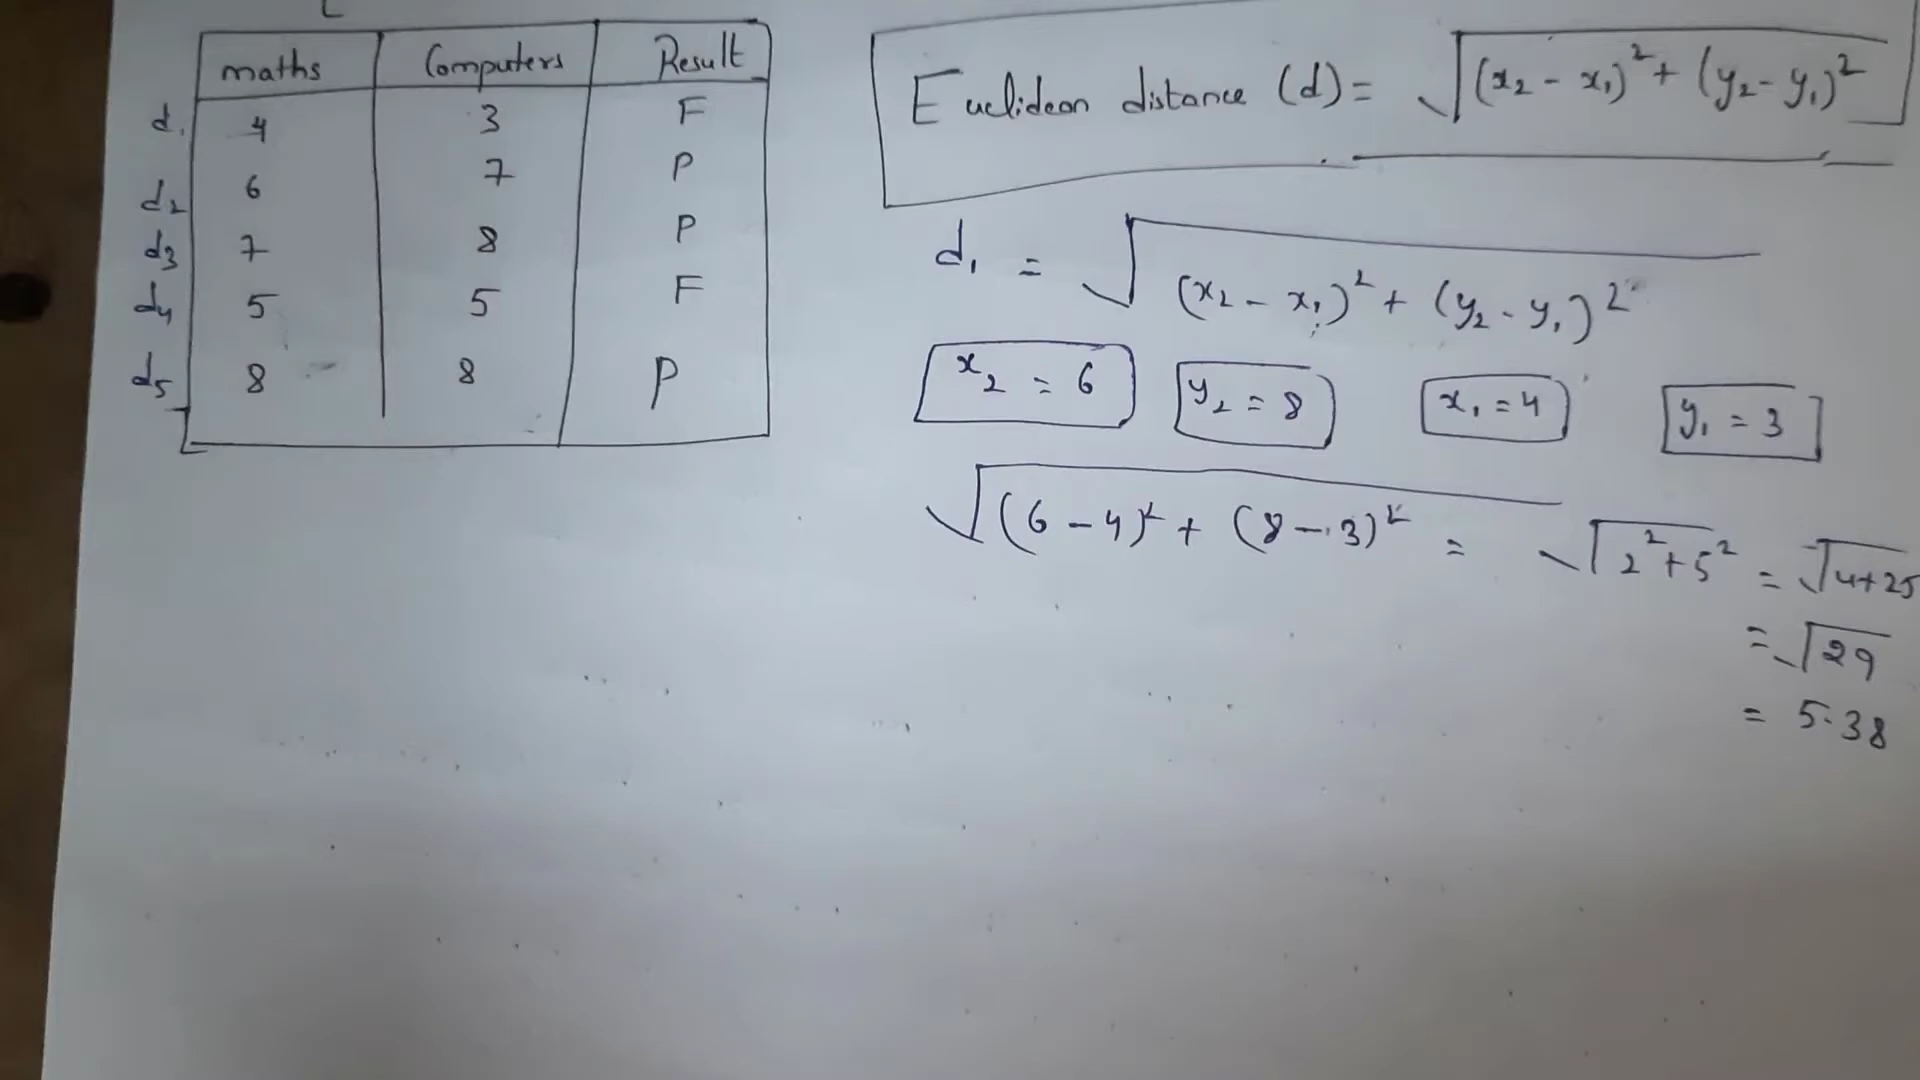 maths Computers Result
d1 4 3 F
d2 6 7 P
d3 7 8 P
d4 5 5 F
d5 8 8 P
Euclidean distance (d) = √(x₂ - x₁)² + (y₂ - y₁)²
d₁ = √(x₂ - x₁)² + (y₂ - y₁)²
x₂ = 6 y₂ = 8 x₁ = 4 y₁ = 3
√(6 - 4)² + (8 - 3)² = √2² + 5² = √4+25
= √29
= 5.38